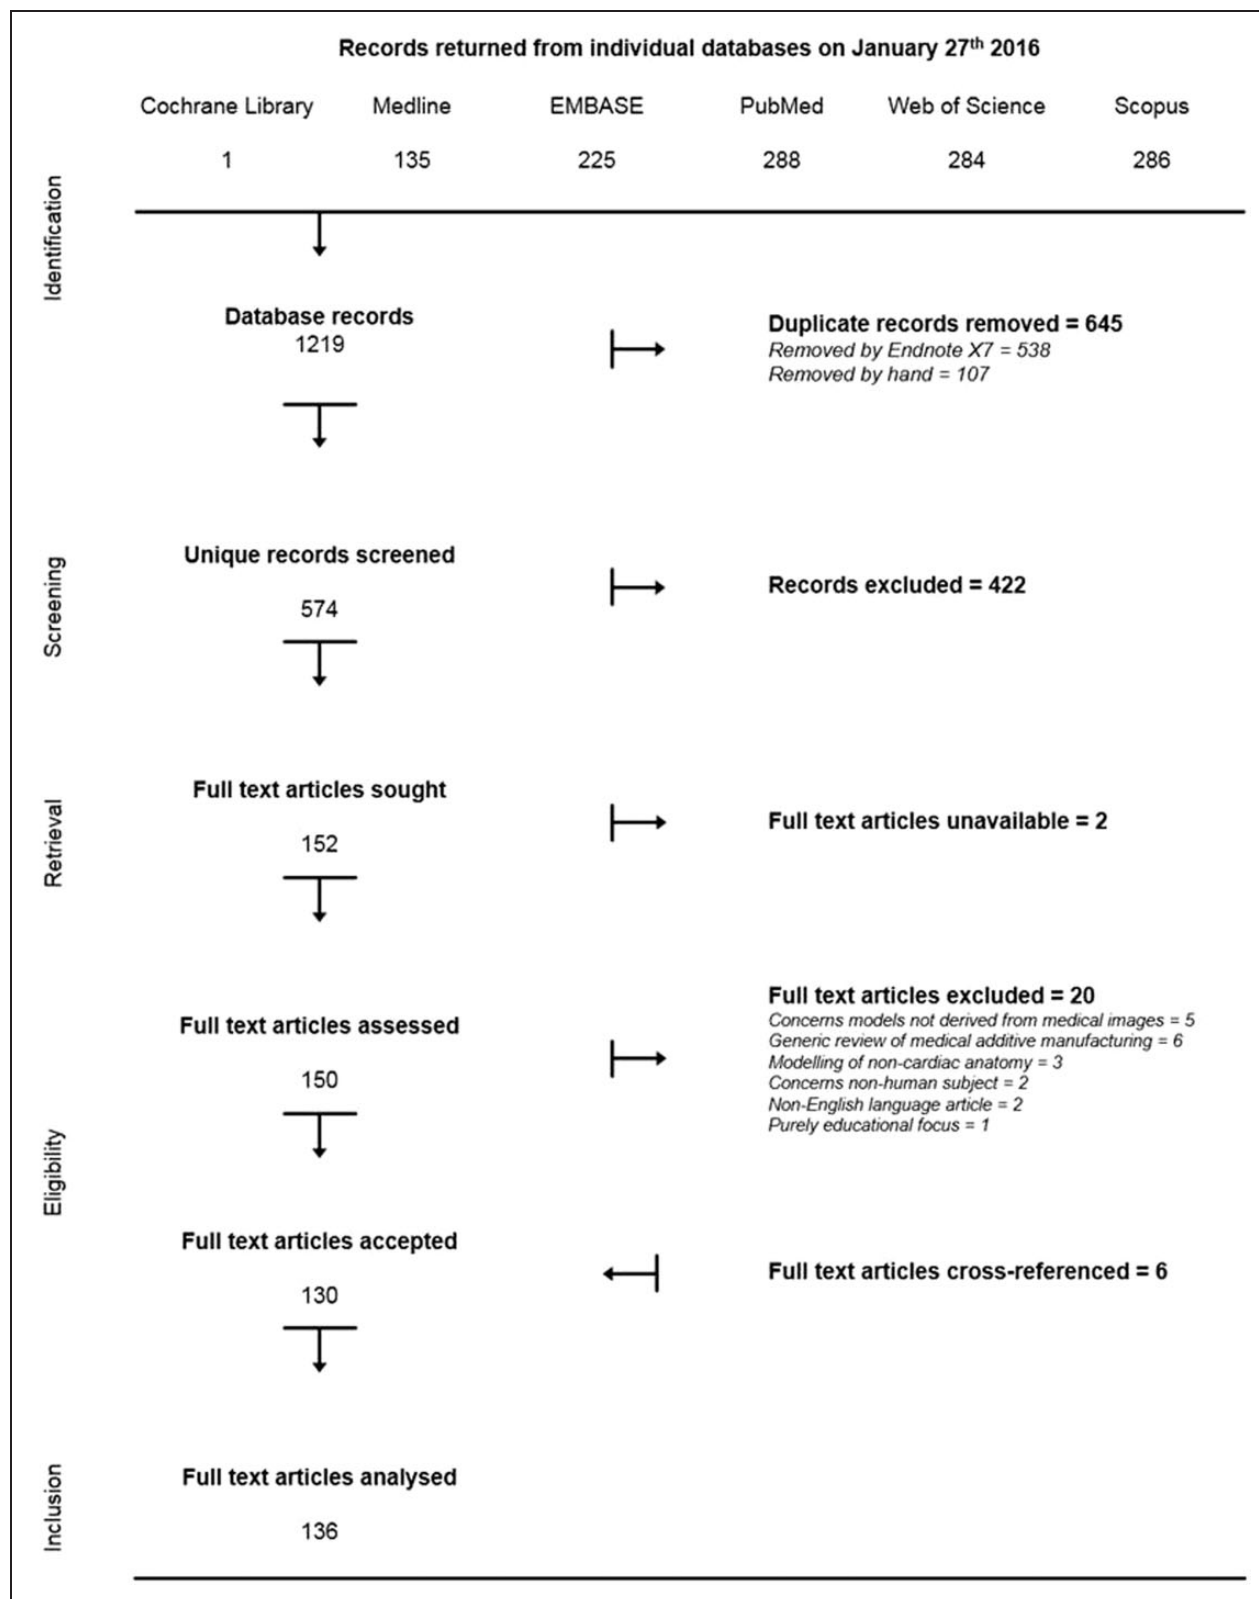 Records returned from individual databases on January 27th 2016
Cochrane Library Medline EMBASE PubMed Web of Science Scopus
1 135 225 288 284 286
Identification
Database records
1219
Duplicate records removed = 645
Removed by Endnote X7 = 538
Removed by hand = 107
Screening
Unique records screened
574
Records excluded = 422
Retrieval
Full text articles sought
152
Full text articles unavailable = 2
Eligibility
Full text articles assessed
150
Full text articles excluded = 20
Concerns models not derived from medical images = 5
Generic review of medical additive manufacturing = 6
Modelling of non-cardiac anatomy = 3
Concerns non-human subject = 2
Non-English language article = 2
Purely educational focus = 1
Full text articles accepted
130
Full text articles cross-referenced = 6
Inclusion
Full text articles analysed
136